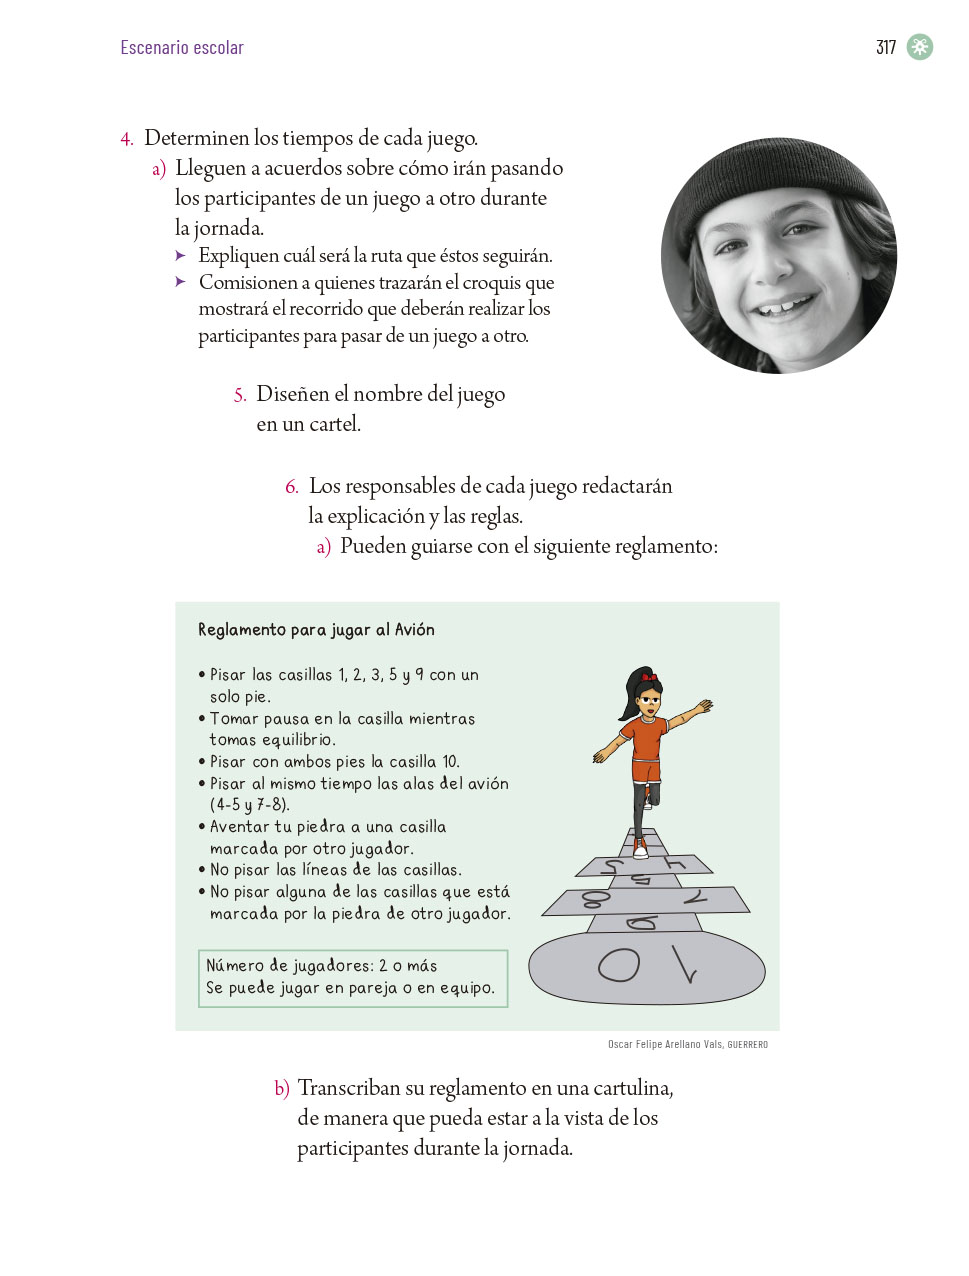 Escenario escolar
317
4. Determinen los tiempos de cada juego.
a) Lleguen a acuerdos sobre cómo irán pasando
los participantes de un juego a otro durante
la jornada.
➤ Expliquen cuál será la ruta que éstos seguirán.
➤ Comisionen a quienes trazarán el croquis que
mostrará el recorrido que deberán realizar los
participantes para pasar de un juego a otro.
5. Diseñen el nombre del juego
en un cartel.
6. Los responsables de cada juego redactarán
la explicación y las reglas.
a) Pueden guiarse con el siguiente reglamento:
Reglamento para jugar al Avión
• Pisar las casillas 1, 2, 3, 5 y 9 con un
solo pie.
• Tomar pausa en la casilla mientras
tomas equilibrio.
• Pisar con ambos pies la casilla 10.
• Pisar al mismo tiempo las alas del avión
(4-5 y 7-8).
• Aventar tu piedra a una casilla
marcada por otro jugador.
• No pisar las líneas de las casillas.
• No pisar alguna de las casillas que está
marcada por la piedra de otro jugador.
Número de jugadores: 2 o más
Se puede jugar en pareja o en equipo.
Oscar Felipe Arellano Vals, GUERRERO
b) Transcriban su reglamento en una cartulina,
de manera que pueda estar a la vista de los
participantes durante la jornada.